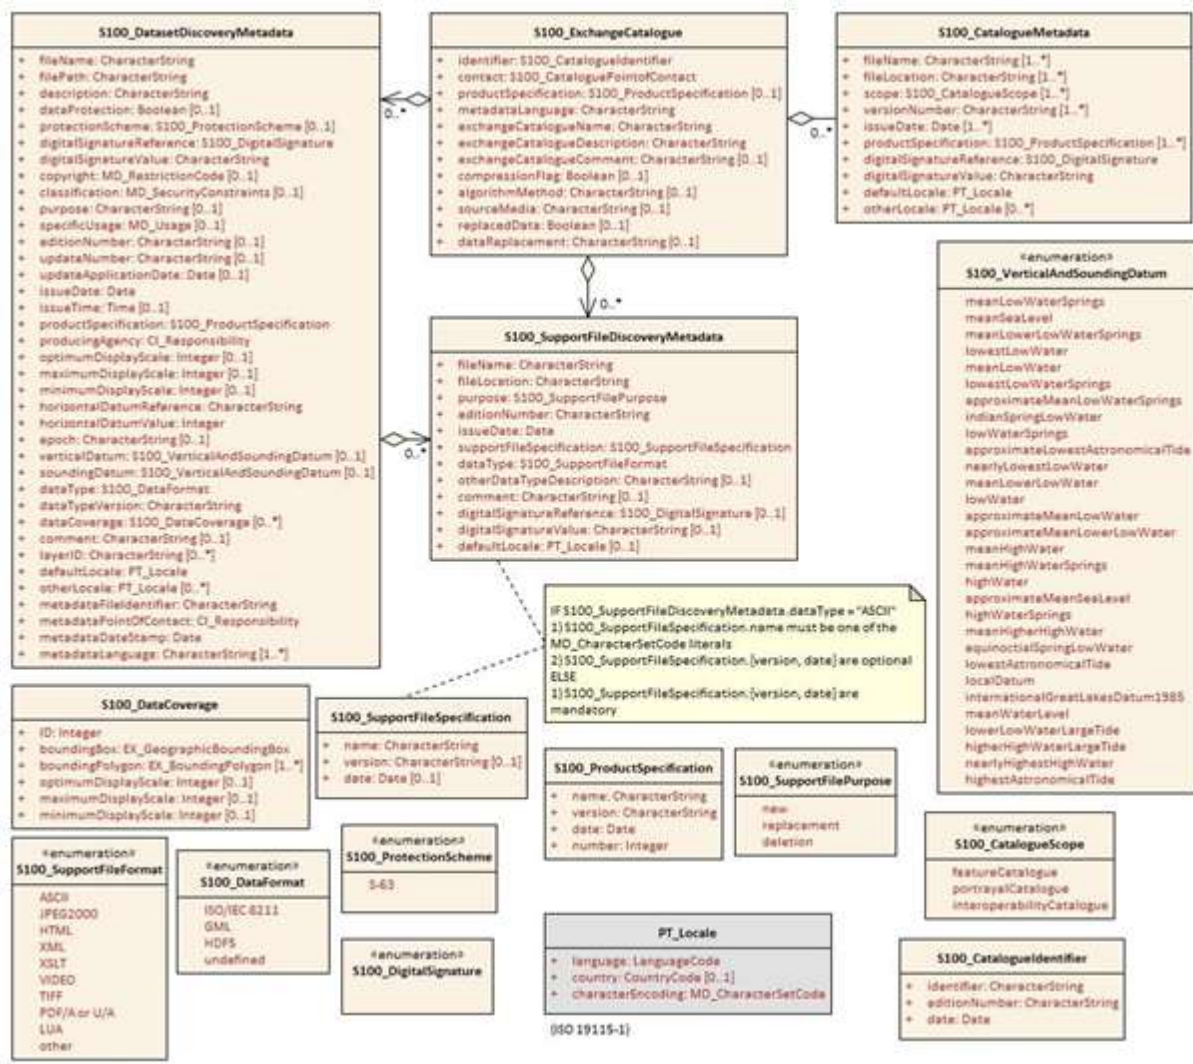 S100_DatasetDiscoveryMetadata
+ fileName: CharacterString
+ filePath: CharacterString
+ description: CharacterString
+ dataProtection: Boolean [0..1]
+ protectionScheme: S100_ProtectionScheme [0..1]
+ digitalSignatureReference: S100_DigitalSignature
+ digitalSignatureValue: CharacterString
+ copyright: MD_RestrictionCode [0..1]
+ classification: MD_SecurityConstraints [0..1]
+ purpose: CharacterString [0..1]
+ specificUsage: MD_Usage [0..1]
+ editionNumber: CharacterString [0..1]
+ updateNumber: CharacterString [0..1]
+ updateApplicationDate: Date [0..1]
+ issueDate: Date
+ issueTime: Time [0..1]
+ productSpecification: S100_ProductSpecification
+ producingAgency: CI_Responsibility
+ optimumDisplayScale: Integer [0..1]
+ maximumDisplayScale: Integer [0..1]
+ minimumDisplayScale: Integer [0..1]
+ horizontalDatumReference: CharacterString
+ horizontalDatumValue: Integer
+ epoch: CharacterString [0..1]
+ verticalDatum: S100_VerticalAndSoundingDatum [0..1]
+ soundingDatum: S100_VerticalAndSoundingDatum [0..1]
+ dataType: S100_DataFormat
+ dataTypeVersion: CharacterString
+ dataCoverage: S100_DataCoverage [0..*]
+ comment: CharacterString [0..1]
+ layerID: CharacterString [0..*]
+ defaultLocale: PT_Locale
+ otherLocale: PT_Locale [0..*]
+ metadataFileIdentifier: CharacterString
+ metadataPointOfContact: CI_Responsibility
+ metadataDateStamp: Date
+ metadataLanguage: CharacterString [1..*]
0..*
0..*
S100_ExchangeCatalogue
+ identifier: S100_CatalogueIdentifier
+ contact: S100_CataloguePointofContact
+ productSpecification: S100_ProductSpecification [0..1]
+ metadataLanguage: CharacterString
+ exchangeCatalogueName: CharacterString
+ exchangeCatalogueDescription: CharacterString
+ exchangeCatalogueComment: CharacterString [0..1]
+ compressionFlag: Boolean [0..1]
+ algorithmMethod: CharacterString [0..1]
+ sourceMedia: CharacterString [0..1]
+ replacedData: Boolean [0..1]
+ dataReplacement: CharacterString [0..1]
0..*
0..*
S100_CatalogueMetadata
+ fileName: CharacterString [1..*]
+ fileLocation: CharacterString [1..*]
+ scope: S100_CatalogueScope [1..*]
+ versionNumber: CharacterString [1..*]
+ issueDate: Date [1..*]
+ productSpecification: S100_ProductSpecification [1..*]
+ digitalSignatureReference: S100_DigitalSignature
+ digitalSignatureValue: CharacterString
+ defaultLocale: PT_Locale
+ otherLocale: PT_Locale [0..*]
S100_SupportFileDiscoveryMetadata
+ fileName: CharacterString
+ fileLocation: CharacterString
+ purpose: S100_SupportFilePurpose
+ editionNumber: CharacterString
+ issueDate: Date
+ supportFileSpecification: S100_SupportFileSpecification
+ dataType: S100_SupportFileFormat
+ otherDataTypeDescription: CharacterString [0..1]
+ comment: CharacterString [0..1]
+ digitalSignatureReference: S100_DigitalSignature [0..1]
+ digitalSignatureValue: CharacterString [0..1]
+ defaultLocale: PT_Locale [0..1]
«enumeration»
S100_VerticalAndSoundingDatum
meanLowWaterSprings
meanSeaLevel
meanLowerLowWaterSprings
lowestLowWater
meanLowWater
lowestLowWaterSprings
approximateMeanLowWaterSprings
indianSpringLowWater
lowWaterSprings
approximateLowestAstronomicalTide
nearlyLowestLowWater
meanLowerLowWater
lowWater
approximateMeanLowWater
approximateMeanLowerLowWater
meanHighWater
meanHighWaterSprings
highWater
approximateMeanSeaLevel
highWaterSprings
meanHigherHighWater
equinoctialSpringLowWater
lowestAstronomicalTide
localDatum
internationalGreatLakesDatum1985
meanWaterLevel
lowerLowWaterLargeTide
higherHighWaterLargeTide
nearlyHighestHighWater
highestAstronomicalTide
IF S100_SupportFileDiscoveryMetadata.dataType = "ASCII"
1) S100_SupportFileSpecification.name must be one of the
MD_CharacterSetCode literals
2) S100_SupportFileSpecification.[version, date] are optional
ELSE
1) S100_SupportFileSpecification.[version, date] are
mandatory
S100_DataCoverage
+ ID: Integer
+ boundingBox: EX_GeographicBoundingBox
+ boundingPolygon: EX_BoundingPolygon [1..*]
+ optimumDisplayScale: Integer [0..1]
+ maximumDisplayScale: Integer [0..1]
+ minimumDisplayScale: Integer [0..1]
S100_SupportFileSpecification
+ name: CharacterString
+ version: CharacterString [0..1]
+ date: Date [0..1]
S100_ProductSpecification
+ name: CharacterString
+ version: CharacterString
+ date: Date
+ number: Integer
«enumeration»
S100_SupportFilePurpose
new
replacement
deletion
«enumeration»
S100_CatalogueScope
featureCatalogue
portrayalCatalogue
interoperabilityCatalogue
«enumeration»
S100_SupportFileFormat
ASCII
JPEG2000
HTML
XML
XSLT
VIDEO
TIFF
PDF/A or U/A
LUA
other
«enumeration»
S100_DataFormat
ISO/IEC 8211
GML
HDF5
undefined
«enumeration»
S100_ProtectionScheme
S-63
«enumeration»
S100_DigitalSignature
PT_Locale
+ language: LanguageCode
+ country: CountryCode [0..1]
+ characterEncoding: MD_CharacterSetCode
(ISO 19115-1)
S100_CatalogueIdentifier
+ identifier: CharacterString
+ editionNumber: CharacterString
+ date: Date